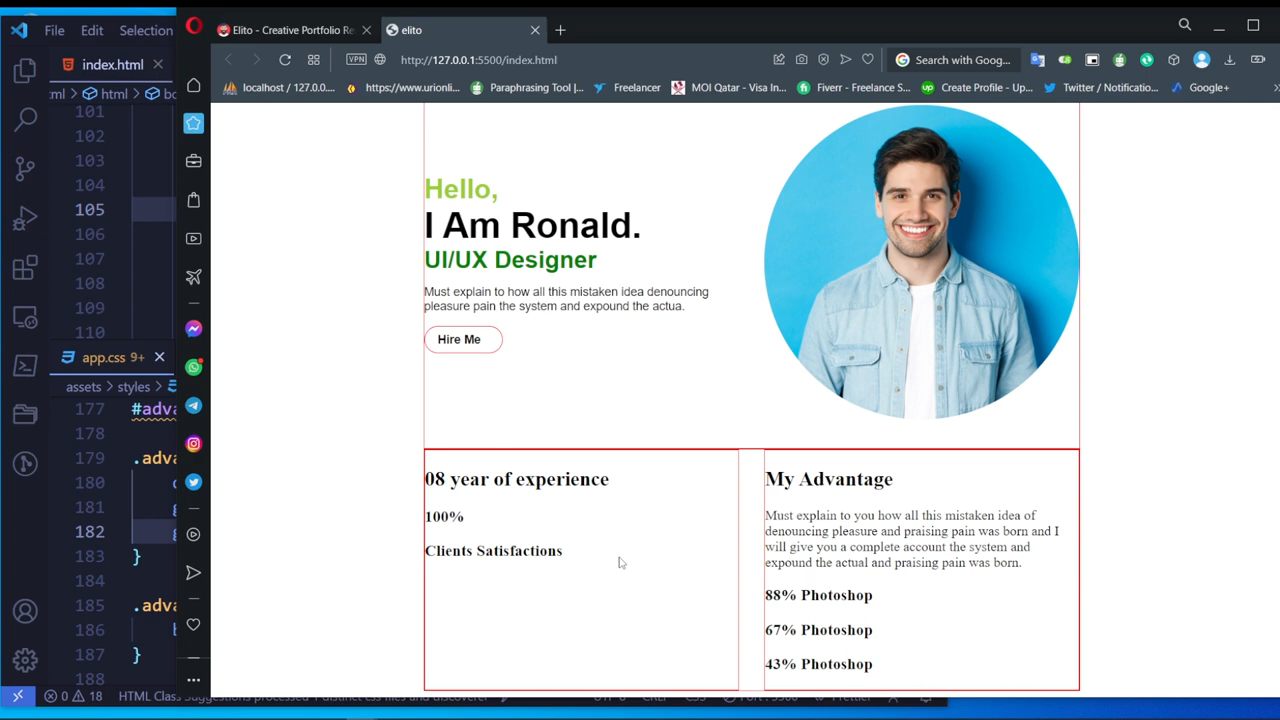 File Edit Selection
index.html
ml > html > bo
101
102
103
104
105
106
107
108
109
110
app.css 9+
assets > styles >
177 #adva
178
179 .adva
180
181 g
182 g
183 }
184
185 .adva
186 b
187 }
188
0 18 HTML Class
Elito - Creative Portfolio Re
elito
VPN http://127.0.0.1:5500/index.html
Search with Goog...
localhost / 127.0....
https://www.urionli...
Paraphrasing Tool |...
Freelancer
MOI Qatar - Visa In...
Fiverr - Freelance S...
Create Profile - Up...
Twitter / Notificatio...
Google+
Hello,
I Am Ronald.
UI/UX Designer
Must explain to how all this mistaken idea denouncing
pleasure pain the system and expound the actua.
Hire Me
08 year of experience
100%
Clients Satisfactions
My Advantage
Must explain to you how all this mistaken idea of
denouncing pleasure and praising pain was born and I
will give you a complete account the system and
expound the actual and praising pain was born.
88% Photoshop
67% Photoshop
43% Photoshop